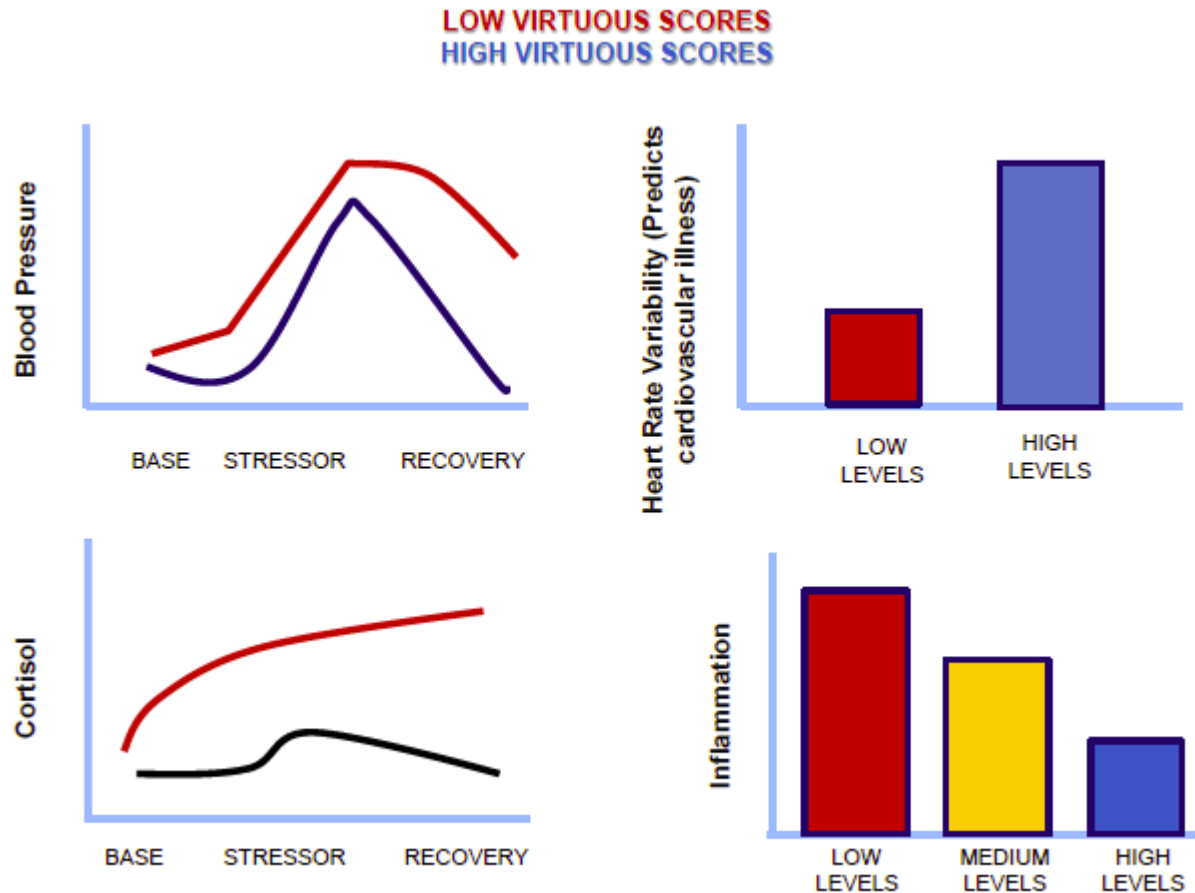 LOW VIRTUOUS SCORES
HIGH VIRTUOUS SCORES
Blood Pressure
BASE STRESSOR RECOVERY
Heart Rate Variability (Predicts
cardiovascular illness)
LOW
LEVELS
HIGH
LEVELS
Cortisol
BASE STRESSOR RECOVERY
Inflammation
LOW
LEVELS
MEDIUM
LEVELS
HIGH
LEVELS